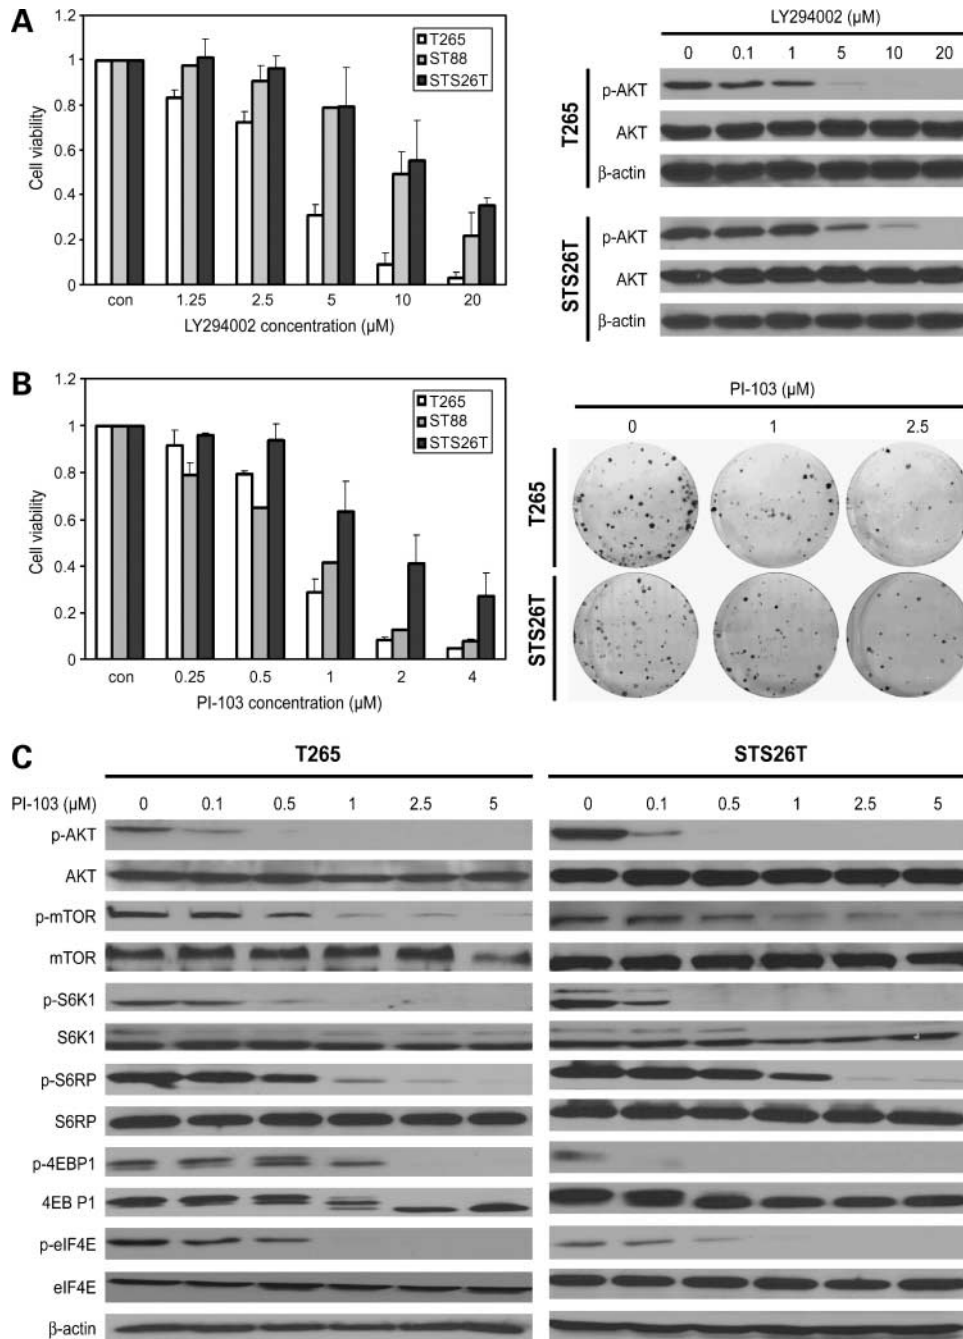 A
1.2
1
0.8
0.6
0.4
0.2
0
Cell viability
T265
ST88
STS26T
con 1.25 2.5 5 10 20
LY294002 concentration (μM)
LY294002 (μM)
0 0.1 1 5 10 20
T265
p-AKT
AKT
β-actin
STS26T
p-AKT
AKT
β-actin
B
1.2
1
0.8
0.6
0.4
0.2
0
Cell viability
T265
ST88
STS26T
con 0.25 0.5 1 2 4
PI-103 concentration (μM)
PI-103 (μM)
0 1 2.5
T265
STS26T
C
T265 STS26T
PI-103 (μM) 0 0.1 0.5 1 2.5 5 0 0.1 0.5 1 2.5 5
p-AKT
AKT
p-mTOR
mTOR
p-S6K1
S6K1
p-S6RP
S6RP
p-4EBP1
4EB P1
p-eIF4E
eIF4E
β-actin